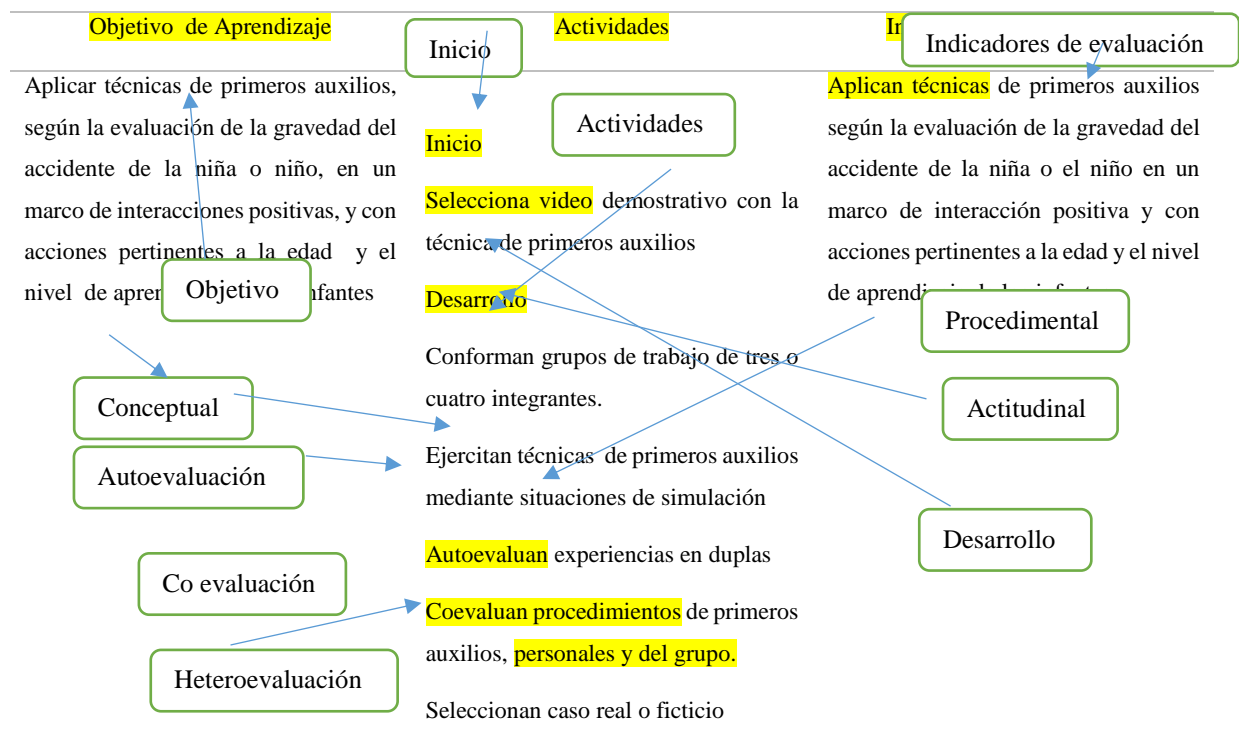 Objetivo de Aprendizaje
Inicio
Actividades
Indicadores de evaluación
Aplicar técnicas de primeros auxilios,
según la evaluación de la gravedad del
accidente de la niña o niño, en un
marco de interacciones positivas, y con
acciones pertinentes a la edad y el
nivel de
Objetivo
Conceptual
Autoevaluación
Co evaluación
Heteroevaluación
Actividades
Inicio
Selecciona video demostrativo con la
técnica de primeros auxilios
Desarrollo
Conforman grupos de trabajo de tres o
cuatro integrantes.
Ejercitan técnicas de primeros auxilios
mediante situaciones de simulación
Autoevaluan experiencias en duplas
Coevaluan procedimientos de primeros
auxilios, personales y del grupo.
Seleccionan caso real o ficticio
Aplican técnicas de primeros auxilios
según la evaluación de la gravedad del
accidente de la niña o el niño en un
marco de interacción positiva y con
acciones pertinentes a la edad y el nivel
de
Procedimental
Actitudinal
Desarrollo